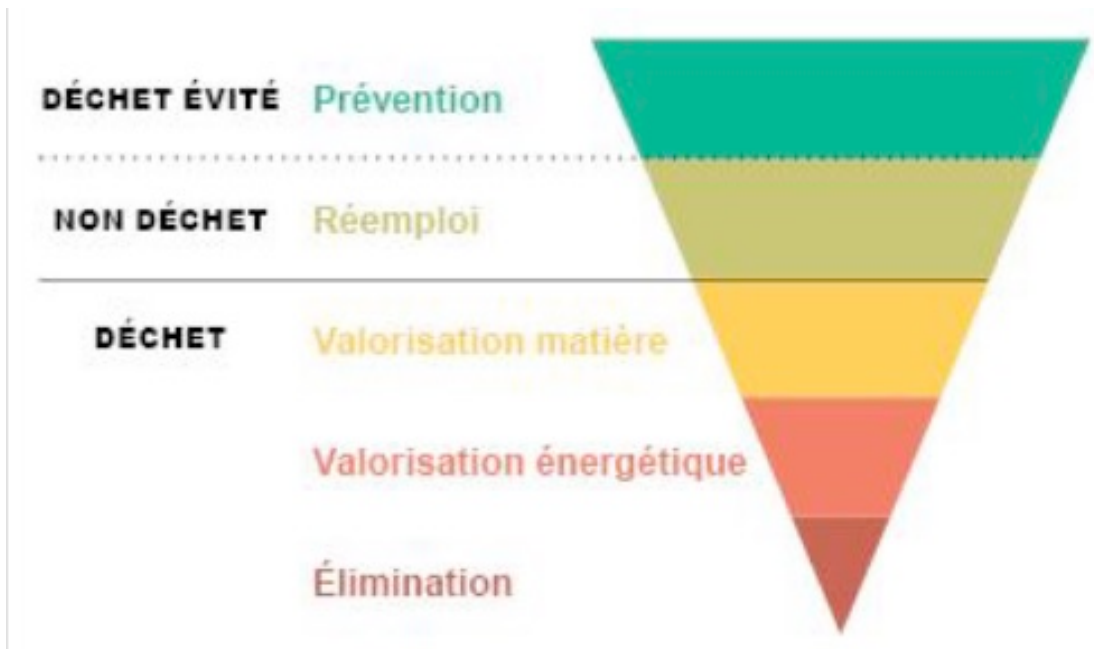 DÉCHET ÉVITÉ Prévention
NON DÉCHET Réemploi
DÉCHET Valorisation matière
Valorisation énergétique
Élimination